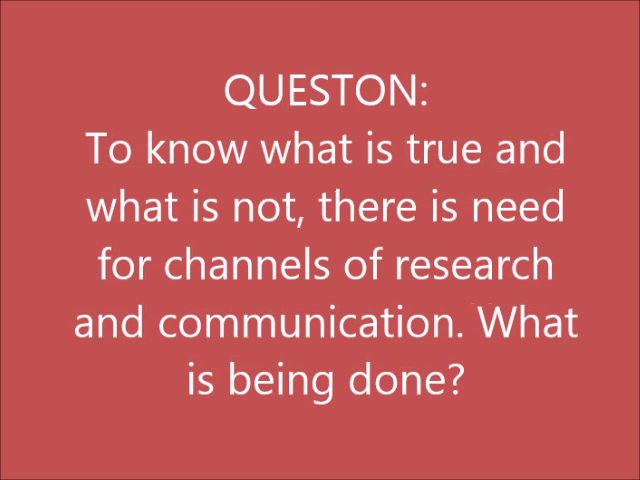 QUESTON:
To know what is true and
what is not, there is need
for channels of research
and communication. What
is being done?